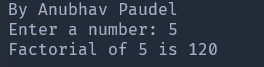 By Anubhav Paudel
Enter a number: 5
Factorial of 5 is 120